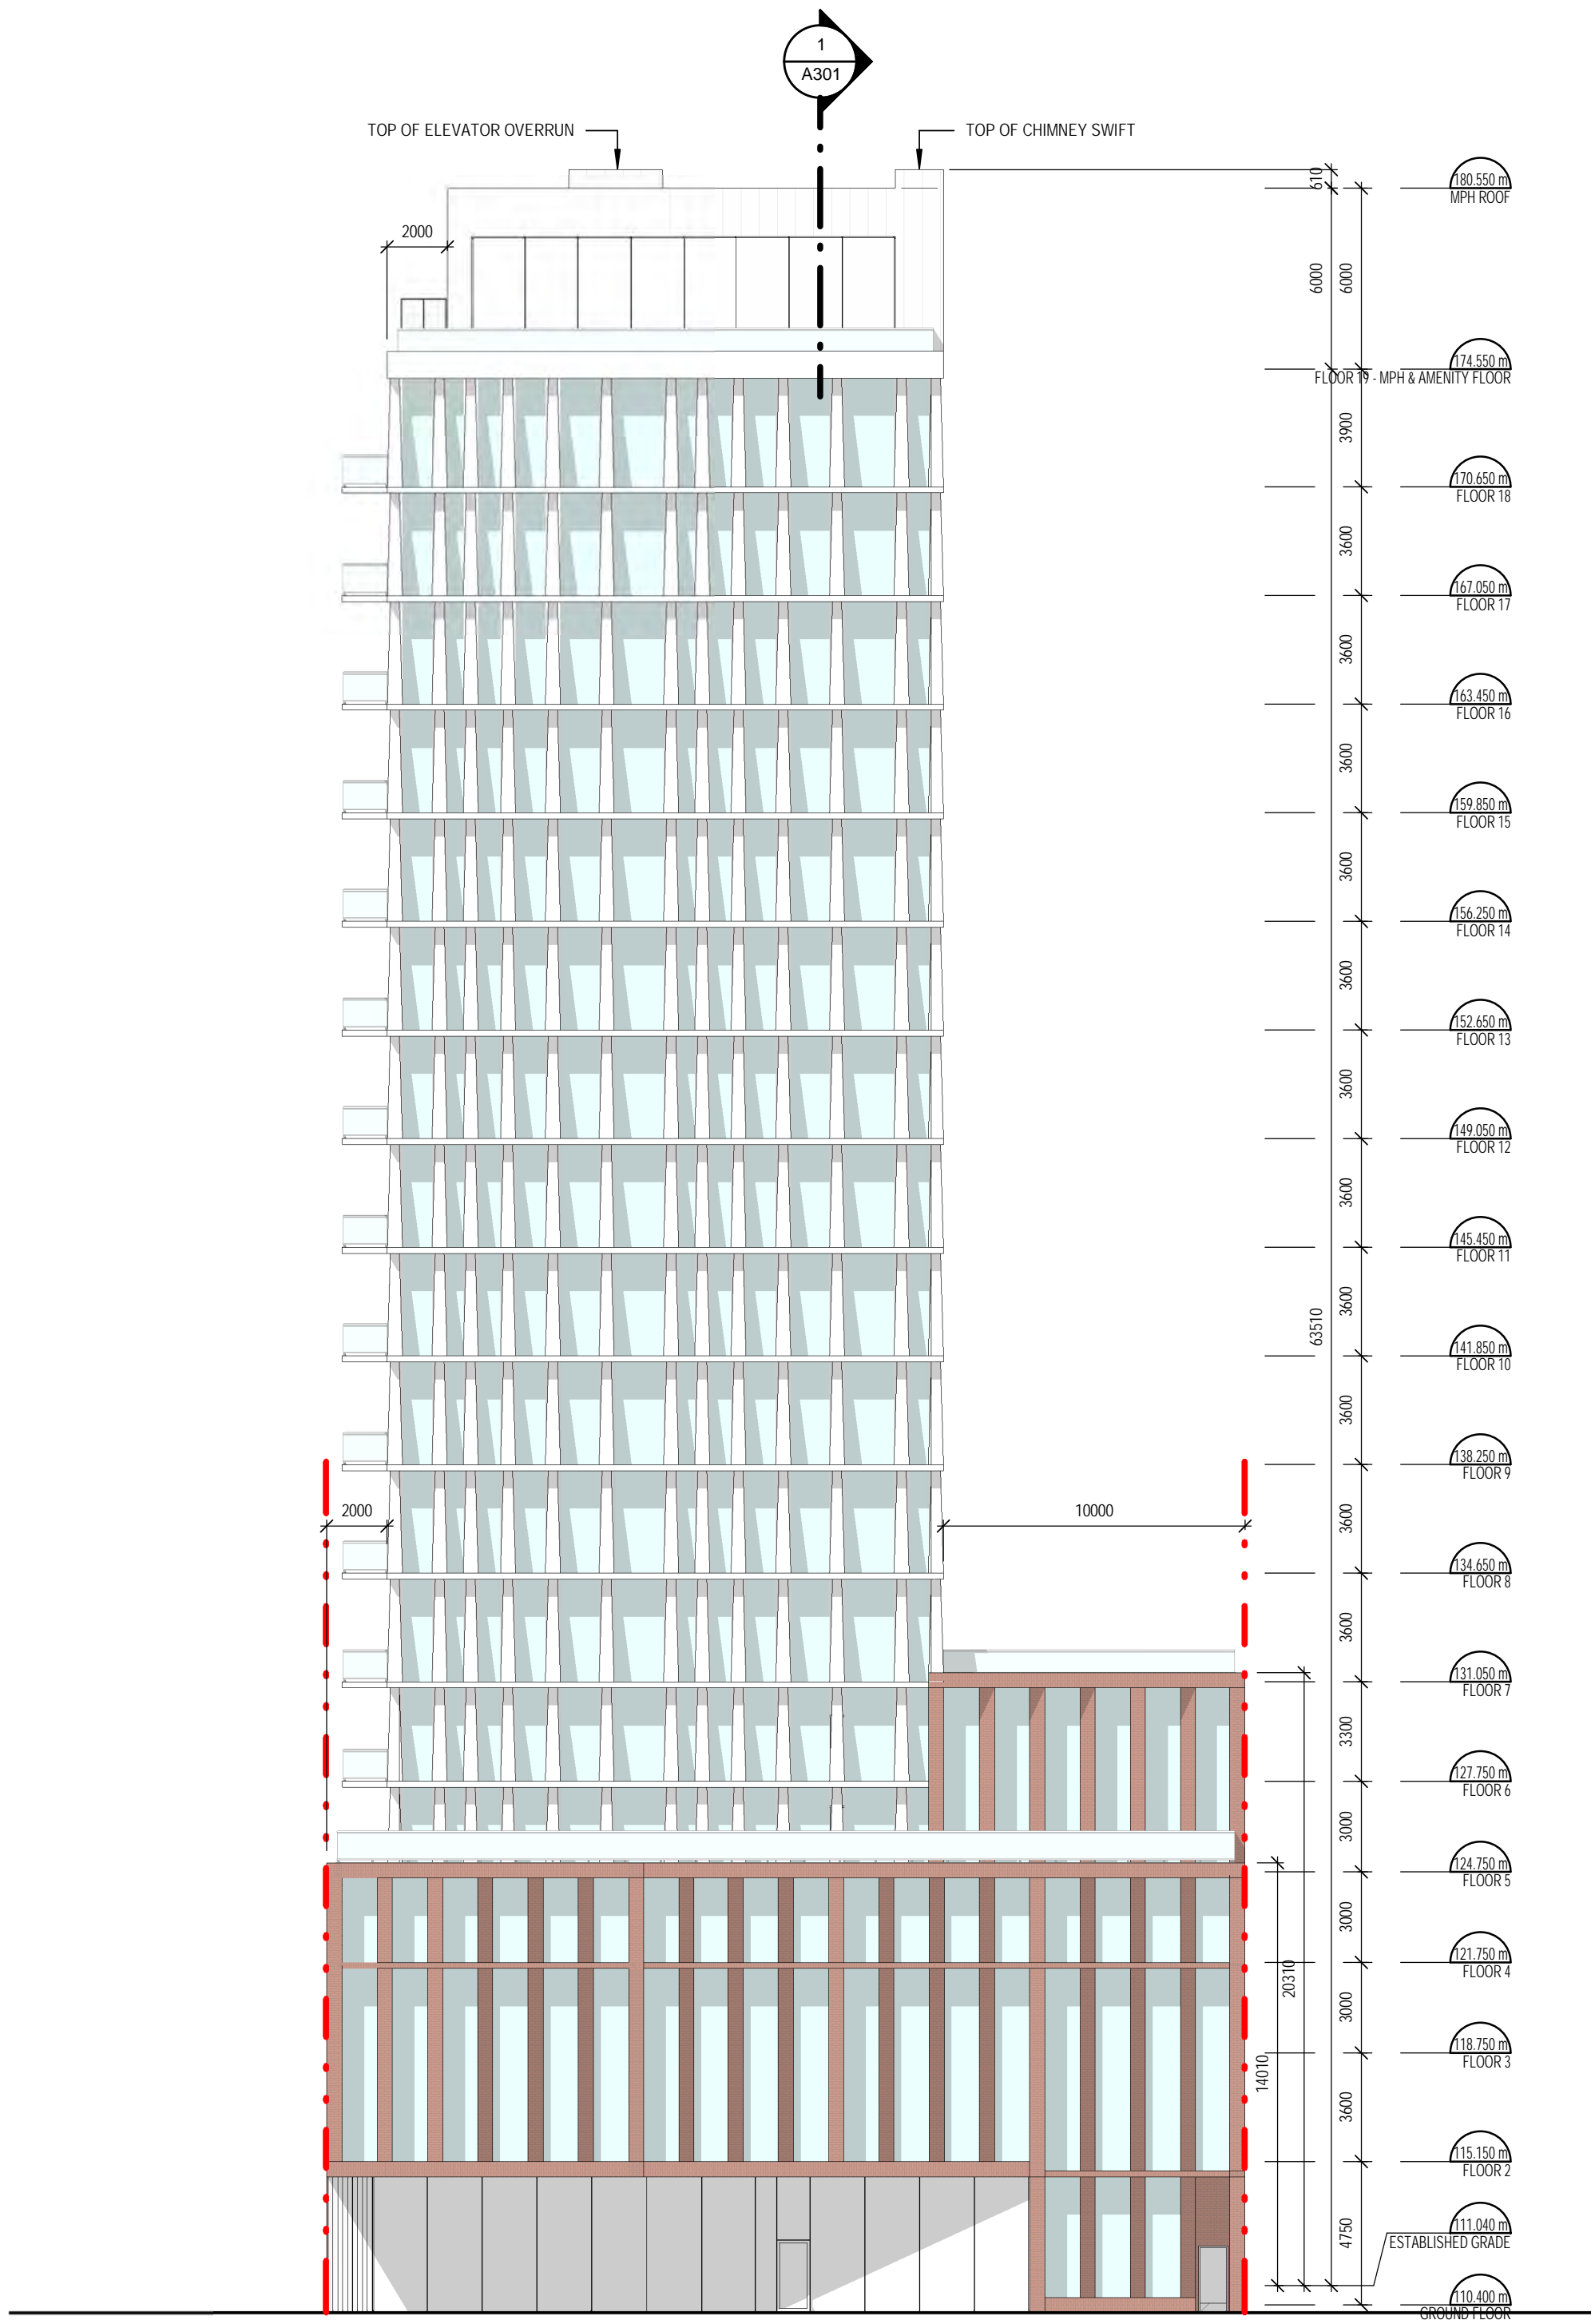 1
A301
TOP OF ELEVATOR OVERRUN
TOP OF CHIMNEY SWIFT
610
180.550 m
MPH ROOF
2000
6000
6000
174.550 m
FLOOR 19 - MPH & AMENITY FLOOR
3900
170.650 m
FLOOR 18
3600
167.050 m
FLOOR 17
3600
163.450 m
FLOOR 16
3600
159.850 m
FLOOR 15
3600
156.250 m
FLOOR 14
3600
152.650 m
FLOOR 13
3600
149.050 m
FLOOR 12
3600
145.450 m
FLOOR 11
3600
63510
141.850 m
FLOOR 10
3600
138.250 m
FLOOR 9
2000
10000
3600
134.650 m
FLOOR 8
3600
131.050 m
FLOOR 7
3300
127.750 m
FLOOR 6
3000
124.750 m
FLOOR 5
3000
121.750 m
FLOOR 4
20310
3000
118.750 m
FLOOR 3
14010
3600
115.150 m
FLOOR 2
4750
111.040 m
ESTABLISHED GRADE
110.400 m
GROUND FLOOR